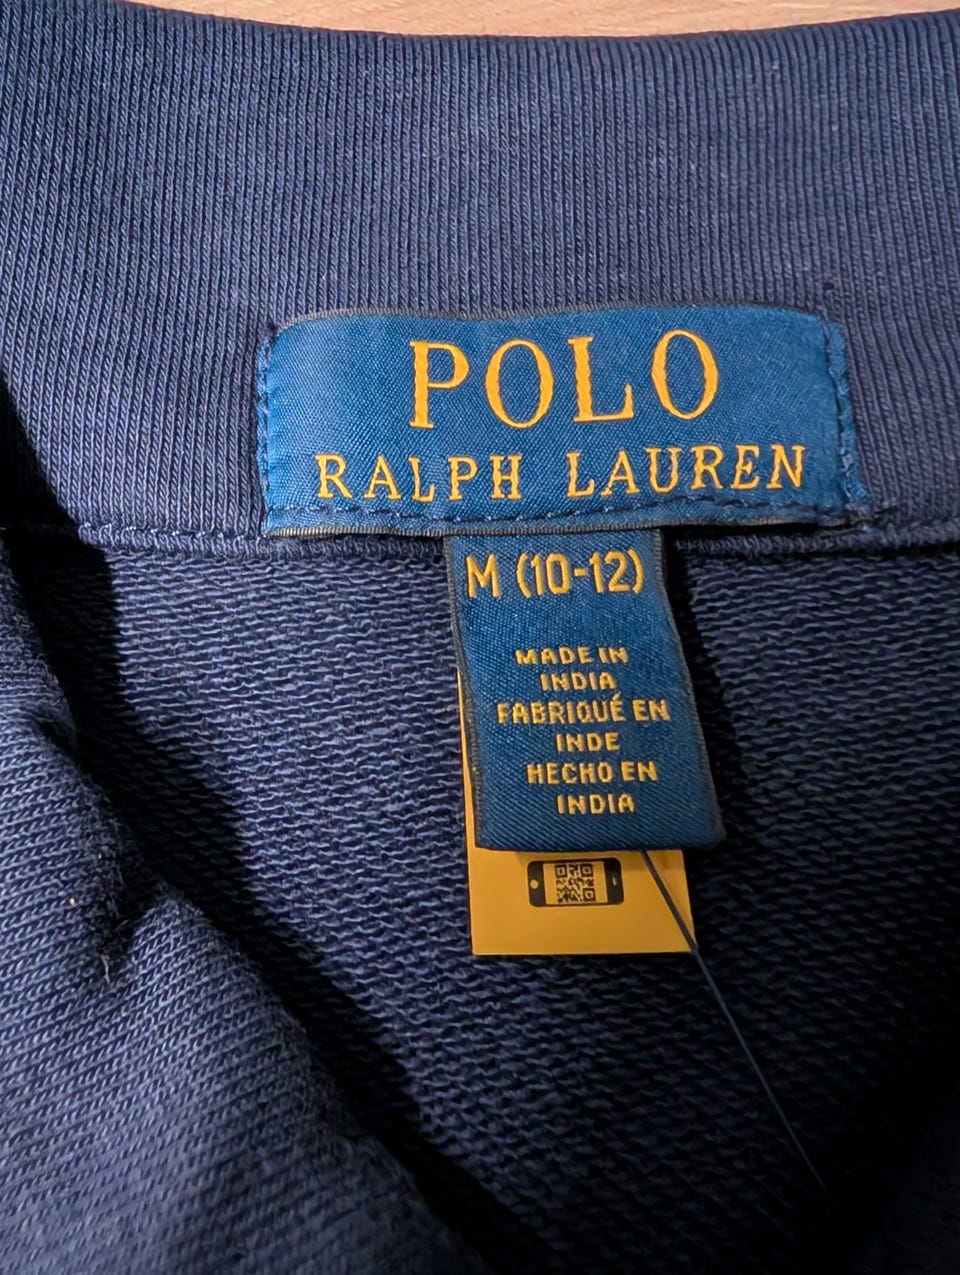 POLO
RALPH LAUREN
M (10-12)
MADE IN
INDIA
FABRIQUÉ EN
INDE
HECHO EN
INDIA